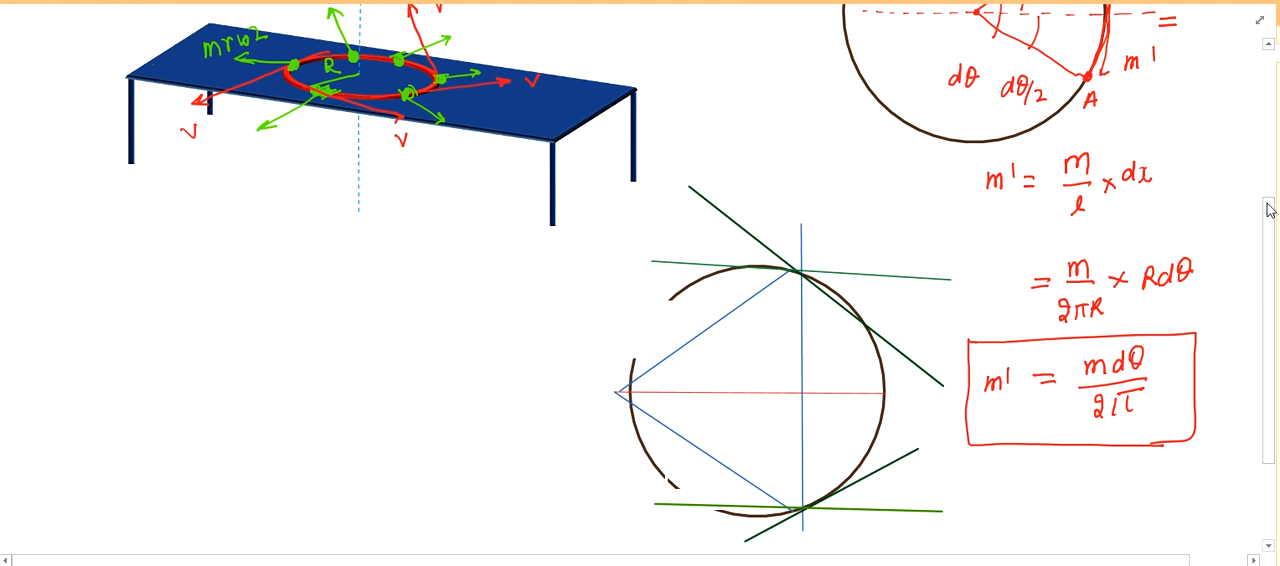 V
mrω2
R
V
V
V
=
m'
dθ
dθ/2
A
m' = m/l × dx
= m/2πR × Rdθ
m' = mdθ/2π